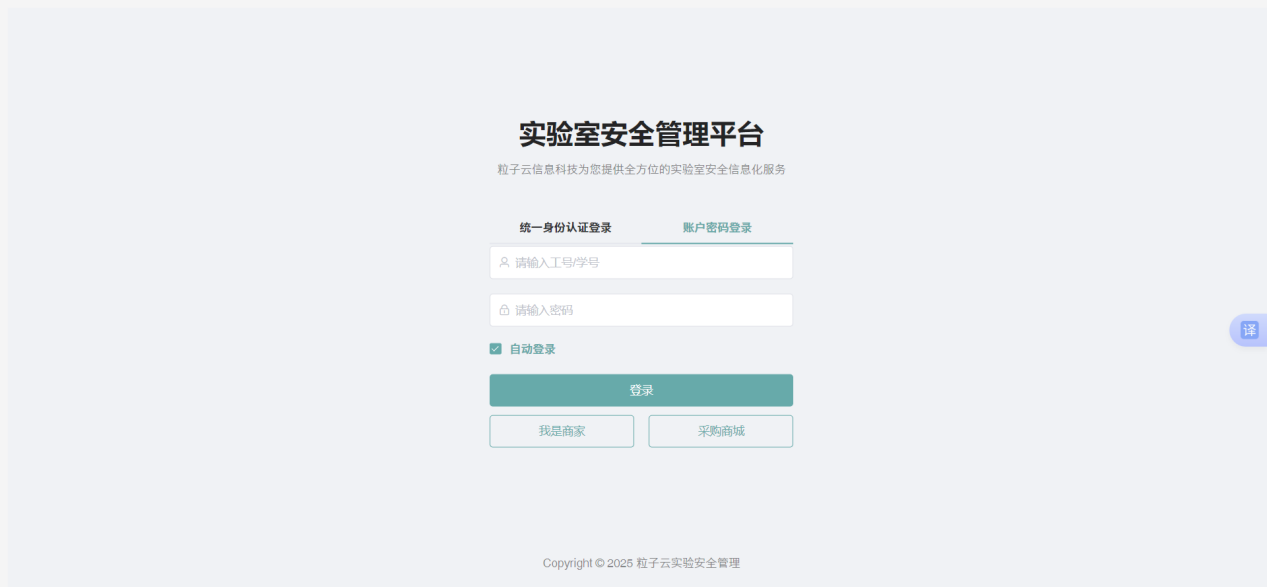 实验室安全管理平台
粒子云信息科技为您提供全方位的实验室安全信息化服务
统一身份认证登录 账户密码登录
请输入工号/学号
请输入密码
自动登录
登录
我是商家 采购商城
译
Copyright © 2025 粒子云实验安全管理